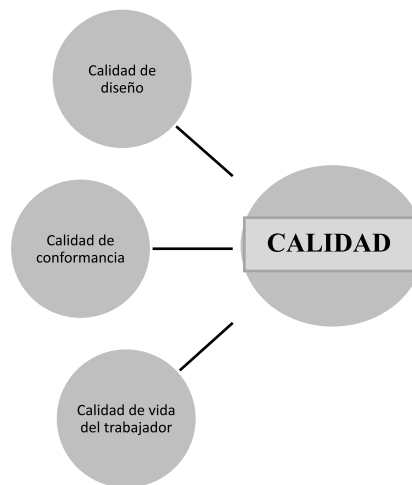 Calidad de
diseño
Calidad de
conformancia
CALIDAD
Calidad de vida
del trabajador